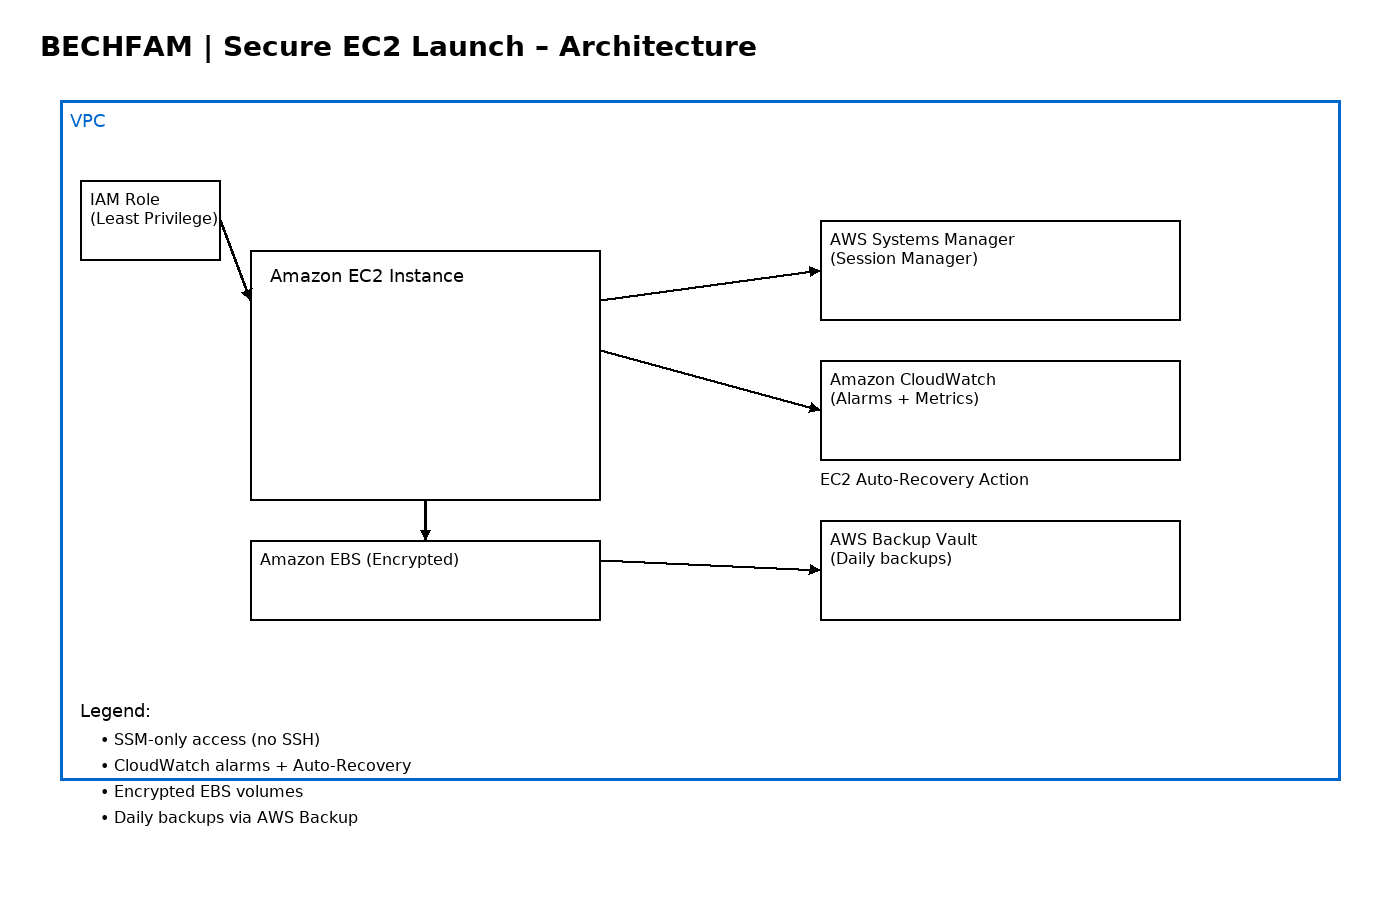 BECHFAM | Secure EC2 Launch – Architecture
VPC
IAM Role
(Least Privilege)
Amazon EC2 Instance
AWS Systems Manager
(Session Manager)
Amazon CloudWatch
(Alarms + Metrics)
EC2 Auto-Recovery Action
Amazon EBS (Encrypted)
AWS Backup Vault
(Daily backups)
Legend:
• SSM-only access (no SSH)
• CloudWatch alarms + Auto-Recovery
• Encrypted EBS volumes
• Daily backups via AWS Backup